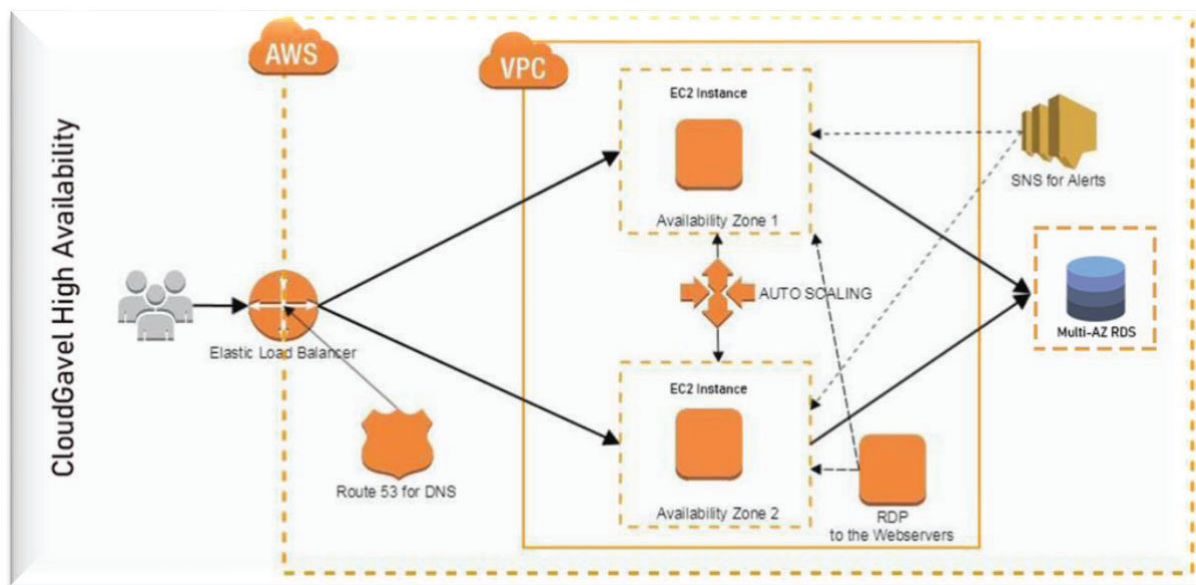 CloudGavel High Availability
AWS
VPC
EC2 Instance
Availability Zone 1
SNS for Alerts
AUTO SCALING
Multi-AZ RDS
Elastic Load Balancer
EC2 Instance
Availability Zone 2
Route 53 for DNS
RDP
to the Webservers